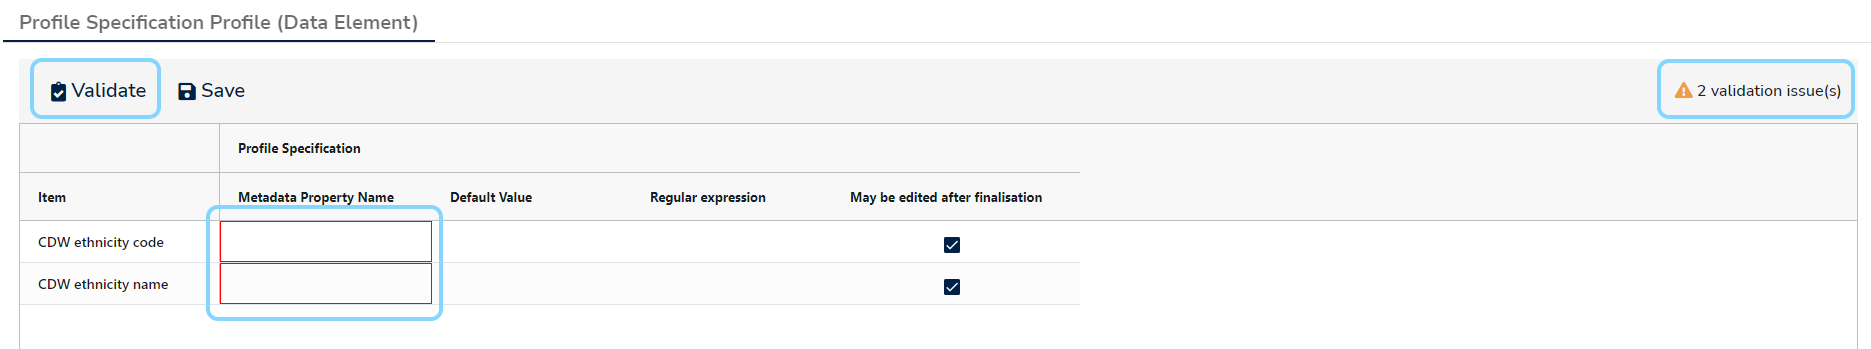 Profile Specification Profile (Data Element)
Validate Save 2 validation issue(s)
Profile Specification
Item Metadata Property Name Default Value Regular expression May be edited after finalisation
CDW ethnicity code
CDW ethnicity name